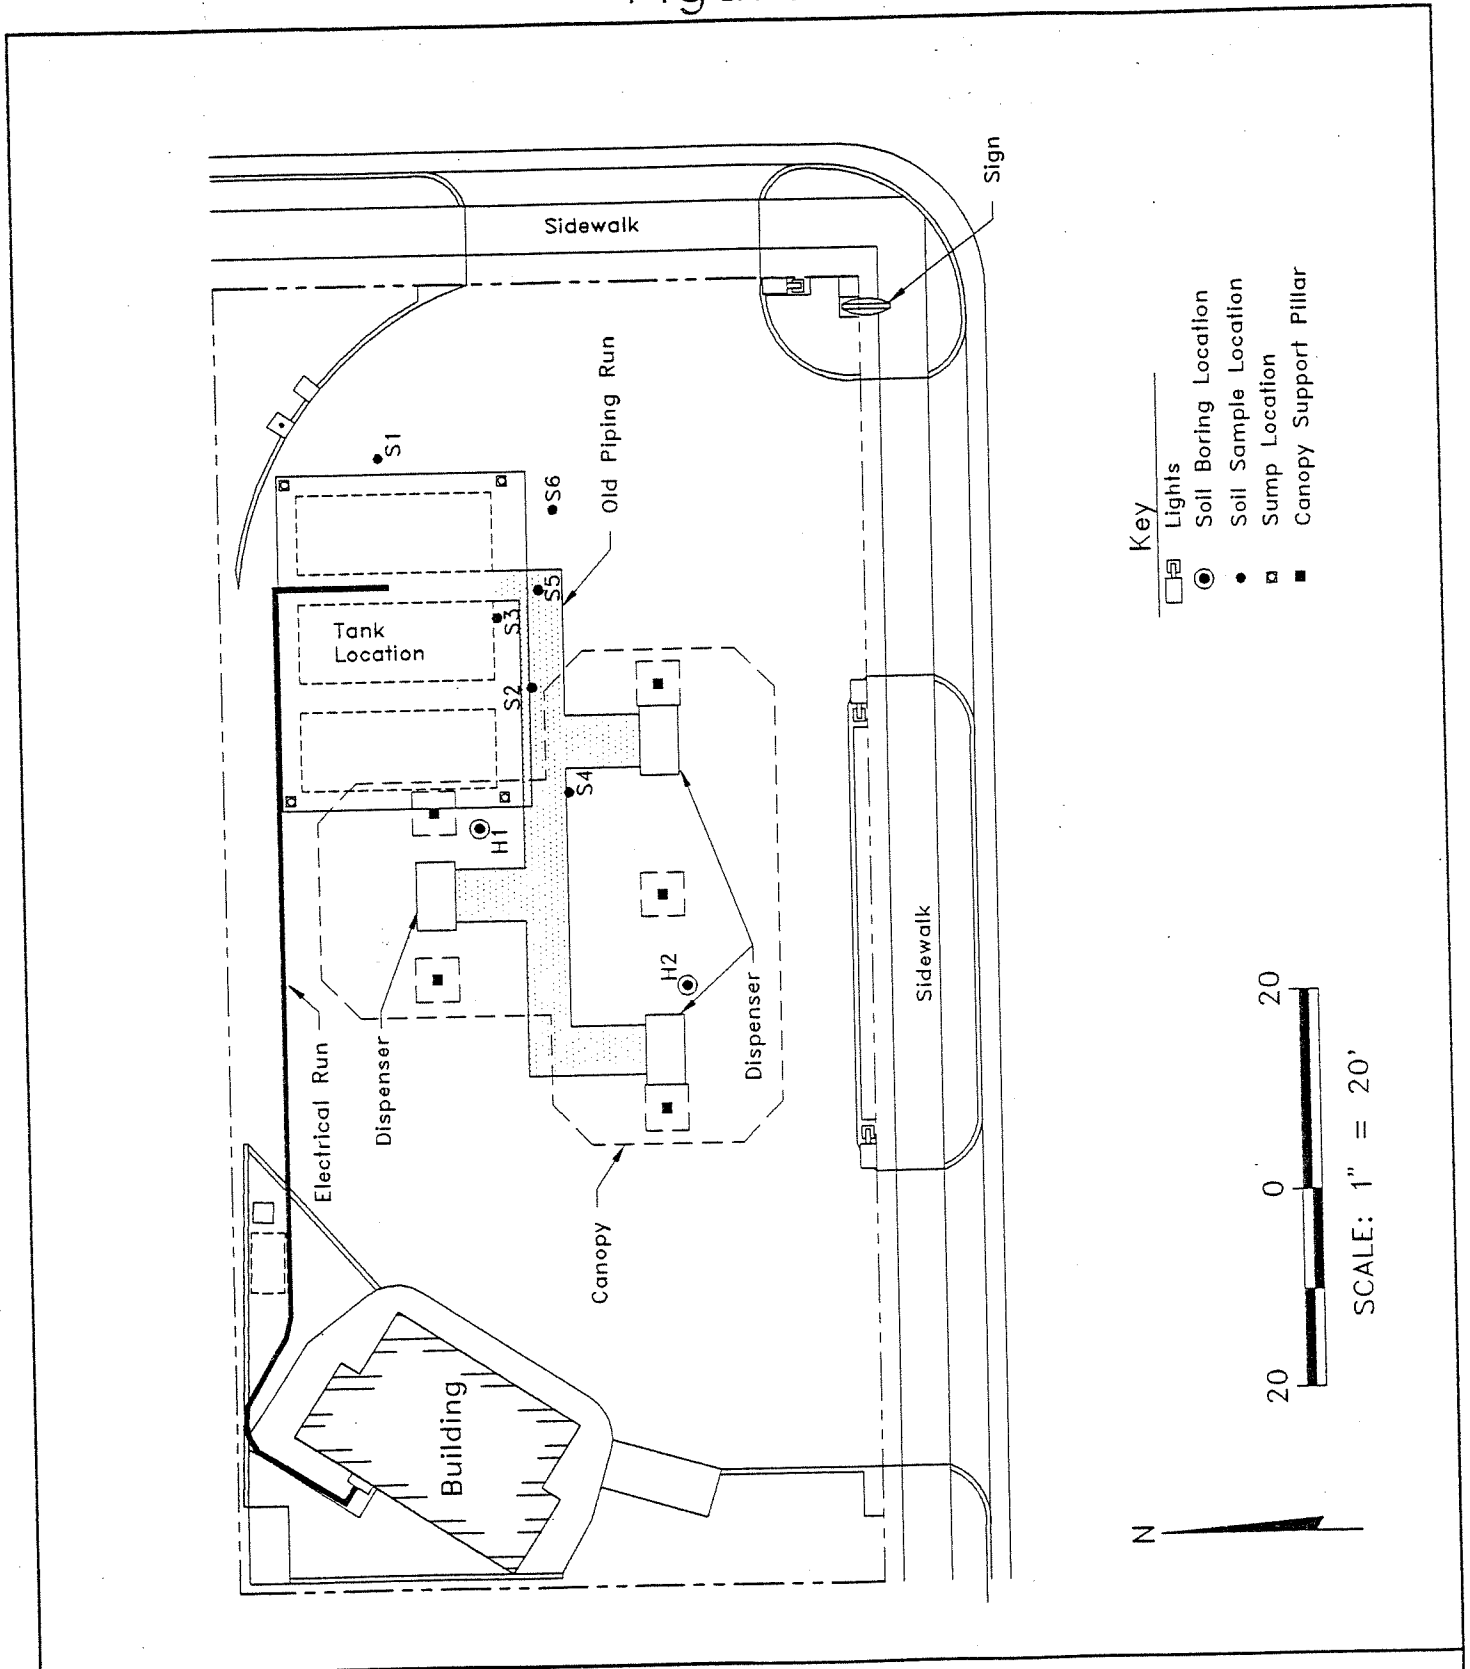 Sidewalk
Sign
S1
S6
Old Piping Run
S5
S3
Tank
Location
S2
S4
H1
H2
Dispenser
Dispenser
Electrical Run
Canopy
Building
Sidewalk
Key
Lights
Soil Boring Location
Soil Sample Location
Sump Location
Canopy Support Pillar
20 0 20
SCALE: 1" = 20'
N